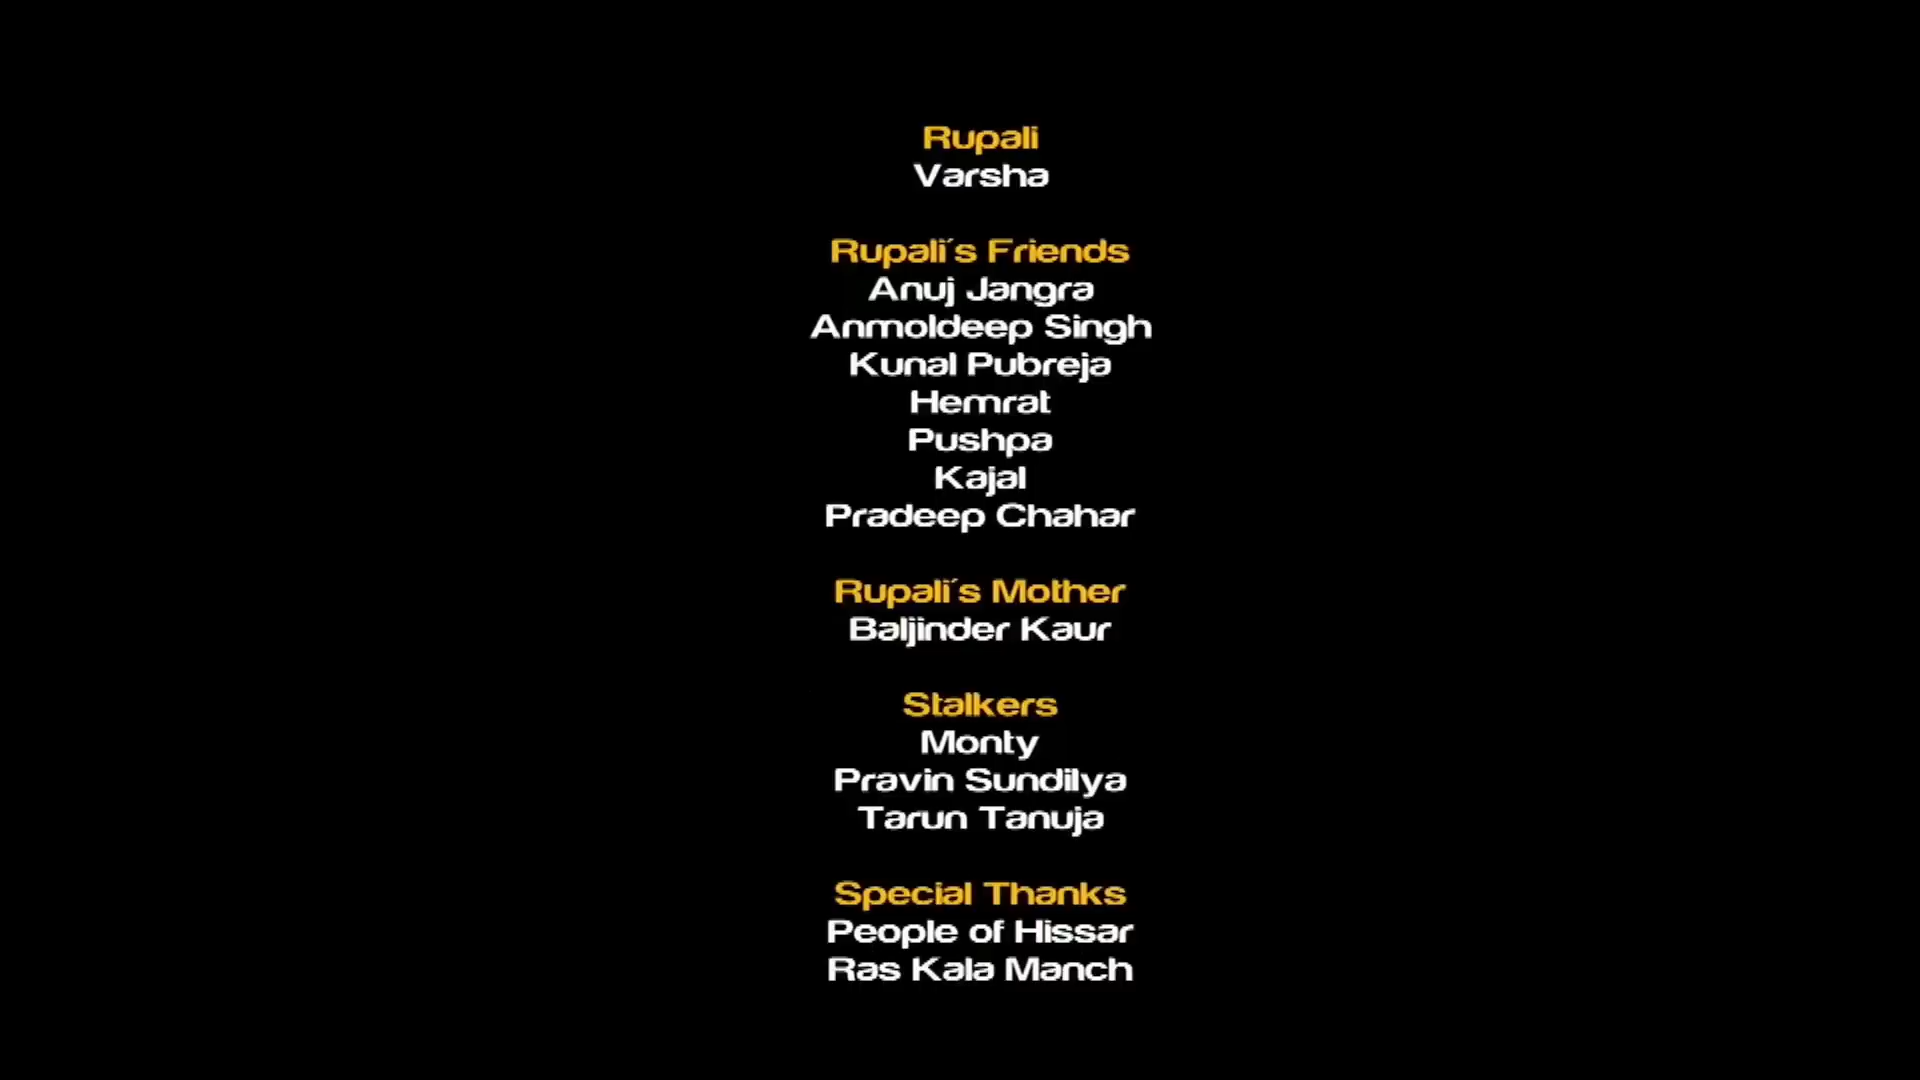 Rupali
Varsha
Rupali´s Friends
Anuj Jangra
Anmoldeep Singh
Kunal Pubreja
Hemrat
Pushpa
Kajal
Pradeep Chahar
Rupali´s Mother
Baljinder Kaur
Stalkers
Monty
Pravin Sundilya
Tarun Tanuja
Special Thanks
People of Hissar
Ras Kala Manch